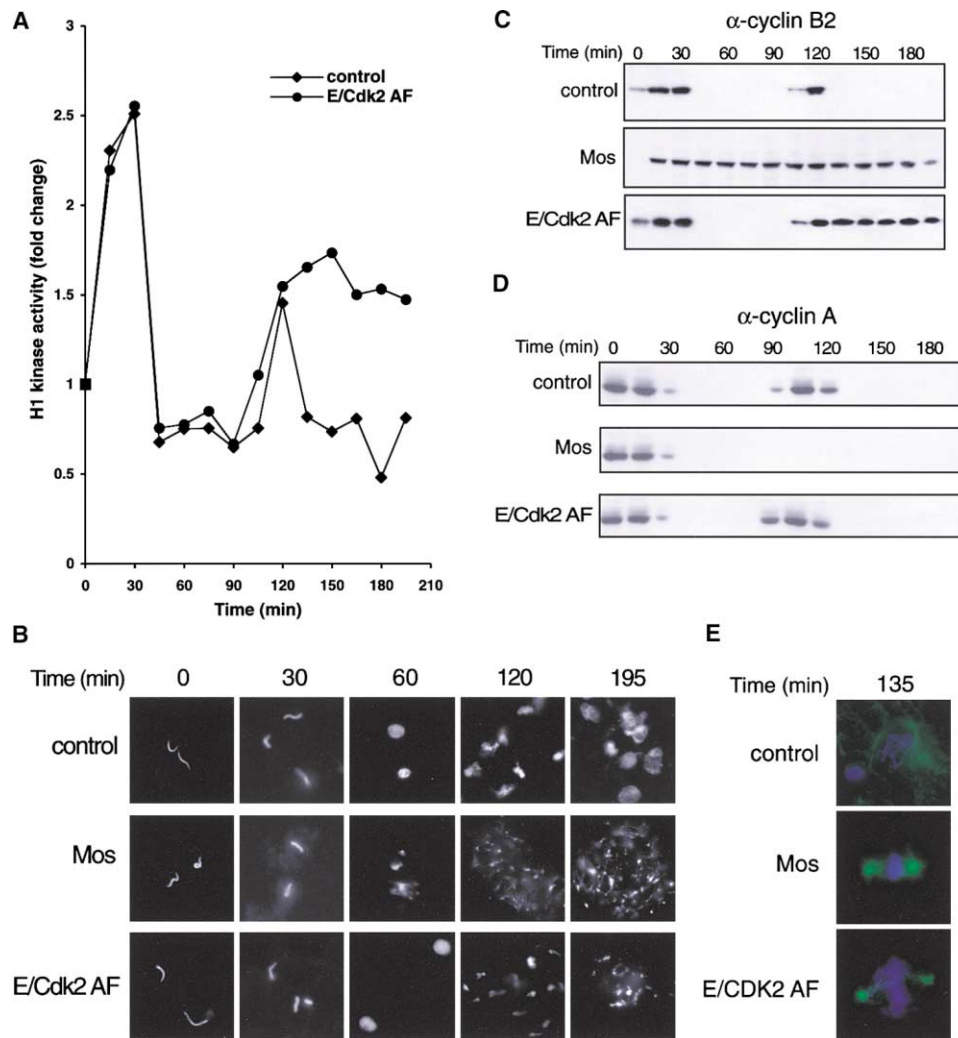 A
H1 kinase activity (fold change)
3
2.5
2
1.5
1
0.5
0
control
E/Cdk2 AF
0 30 60 90 120 150 180 210
Time (min)
B
Time (min) 0 30 60 120 195
control
Mos
E/Cdk2 AF
C
α-cyclin B2
Time (min) 0 30 60 90 120 180
control
Mos
E/Cdk2 AF
D
α-cyclin A
Time (min) 0 30 60 90 120 150 180
control
Mos
E/Cdk2 AF
E
Time (min) 135
control
Mos
E/CDK2 AF